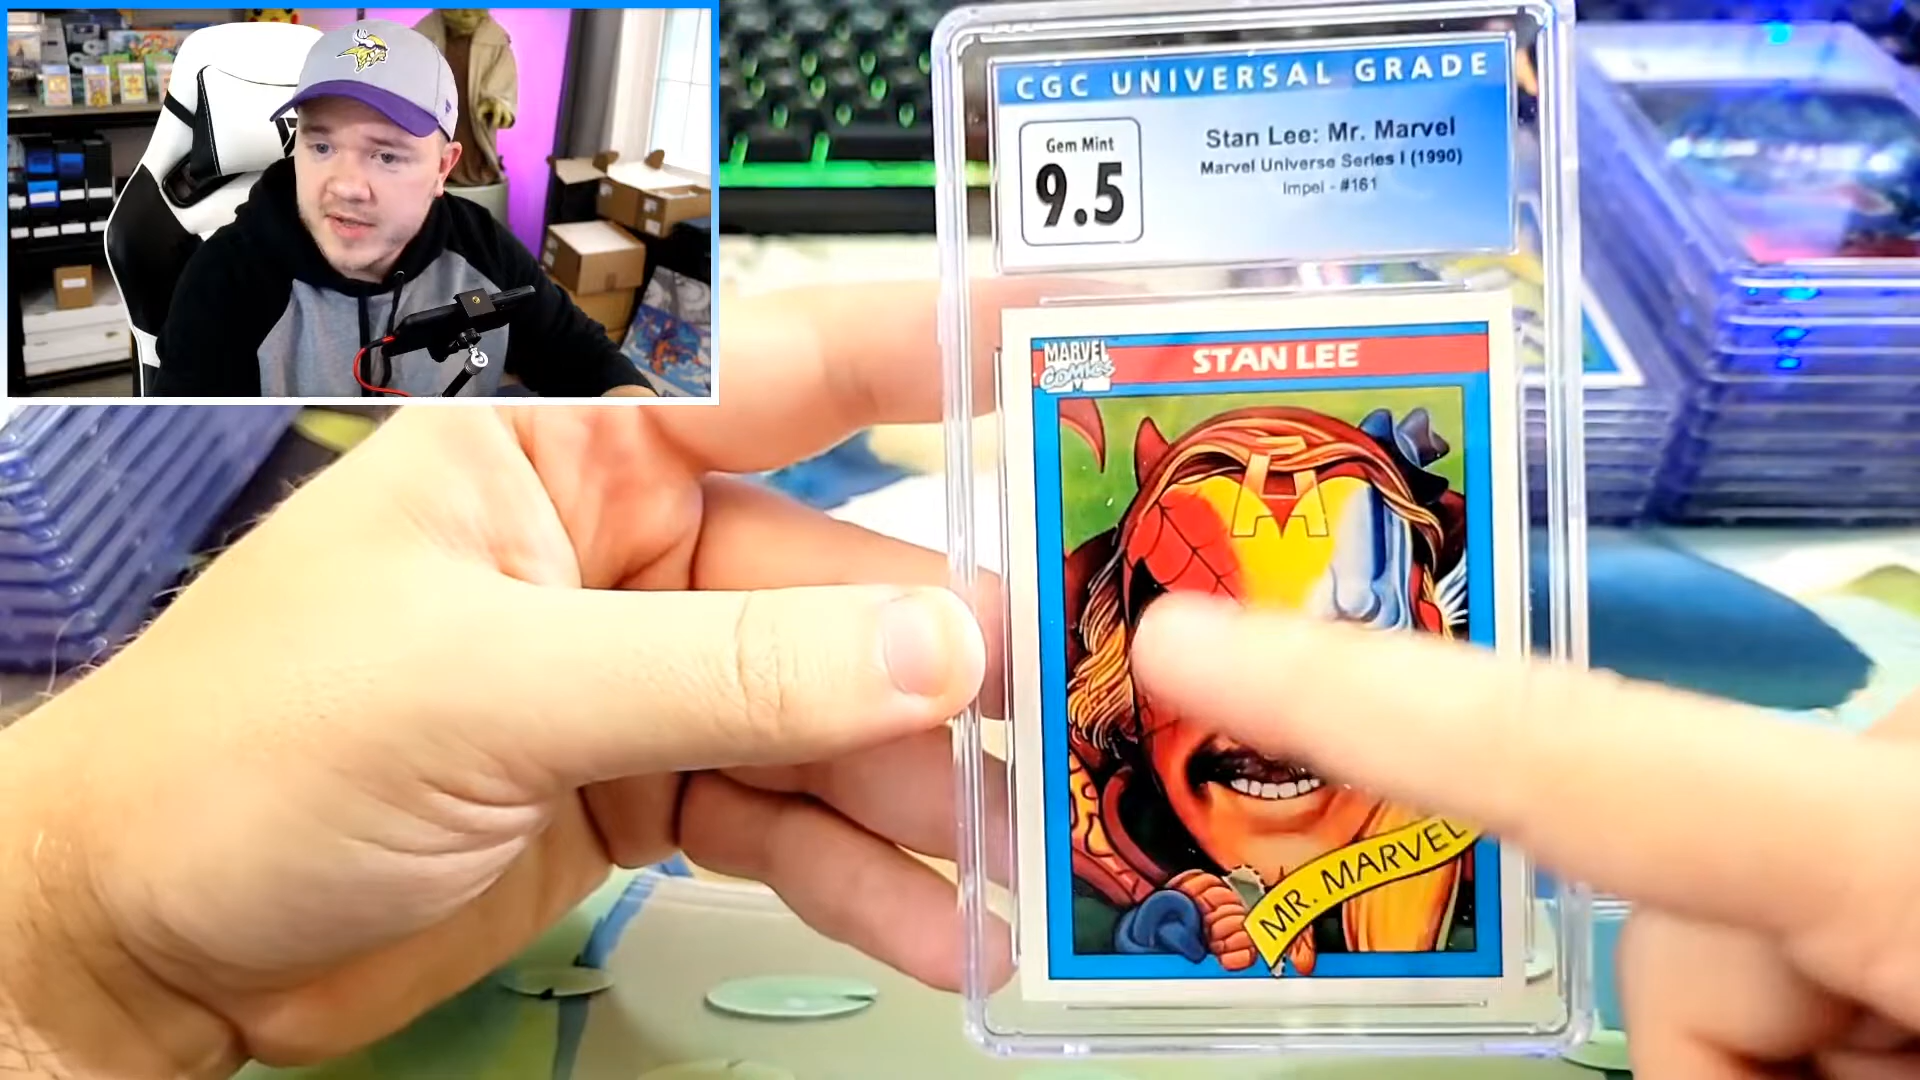 CGC UNIVERSAL GRADE
Gem Mint
9.5
Stan Lee: Mr. Marvel
Marvel Universe Series I (1990)
Impel - #161
MARVEL
COMICS
STAN LEE
MR. MARVEL